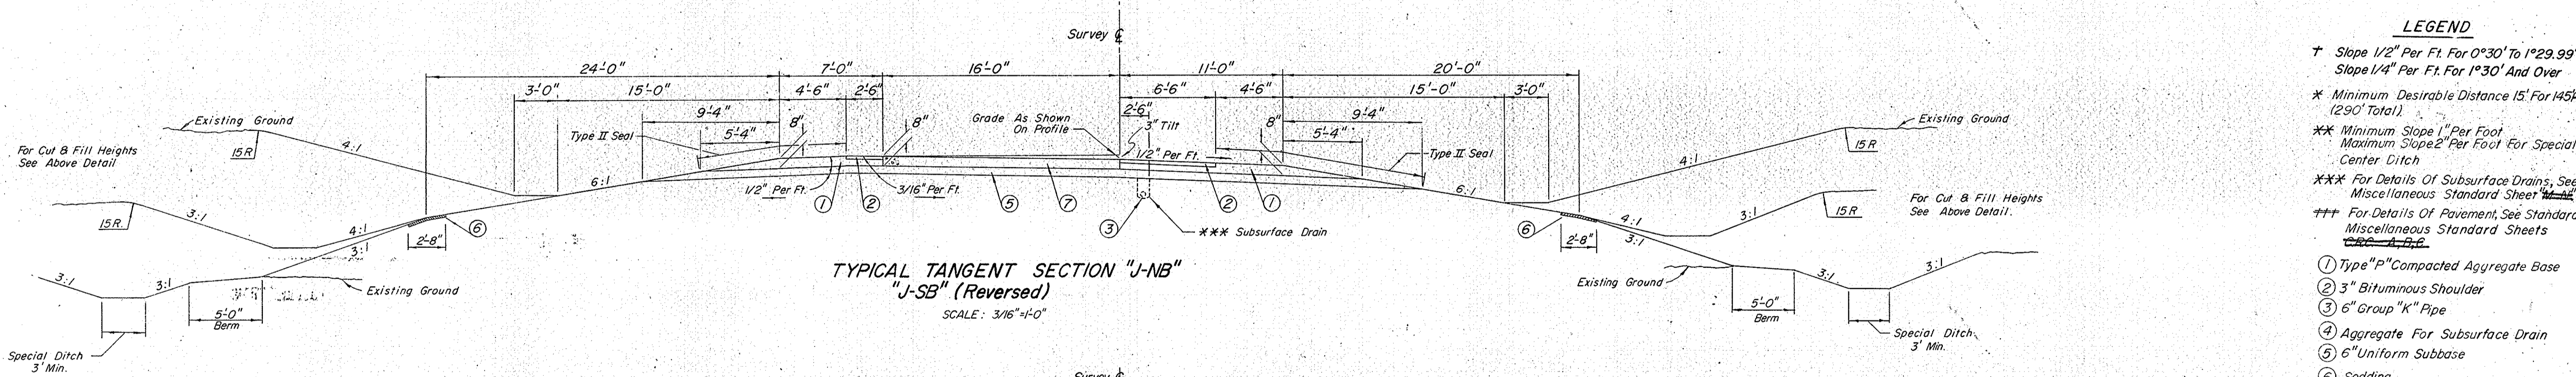 Survey ℄
24'-0"
7'-0"
16'-0"
11'-0"
20'-0"
3'-0"
15'-0"
4'-6"
2'-6"
6'-6"
4'-6"
15'-0"
3'-0"
9'-4"
2'-6"
9'-4"
5'-4"
8"
8"
Grade As Shown
On Profile
3" Tilt
8"
5'-4"
Existing Ground
Type II Seal
Existing Ground
For Cut & Fill Heights
See Above Detail
15 R
4:1
1/2" Per Ft.
Type II Seal
4:1
15 R
6:1
1/2" Per Ft.
3/16" Per Ft.
6:1
1
2
5
7
3
2
1
*** Subsurface Drain
15 R.
3:1
4:1
3:1
2'-8"
6
6
2'-8"
4:1
3:1
3:1
15 R
For Cut & Fill Heights
See Above Detail.
3:1
3:1
Existing Ground
5'-0"
Berm
Special Ditch
3' Min.
TYPICAL TANGENT SECTION "J-NB"
"J-SB" (Reversed)
SCALE: 3/16"=1'-0"
Existing Ground
5'-0"
Berm
3:1
3:1
Special Ditch
3' Min.
Survey ℄
LEGEND
† Slope 1/2" Per Ft. For 0°30' To 1°29.99'
Slope 1/4" Per Ft. For 1°30' And Over
* Minimum Desirable Distance 15' For 145'
(290' Total)
** Minimum Slope 1" Per Foot
Maximum Slope 2" Per Foot For Special
Center Ditch
*** For Details Of Subsurface Drains, See
Miscellaneous Standard Sheet "M-N"
††† For Details Of Pavement, See Standard
Miscellaneous Standard Sheets
CRC-A,B,C
1 Type "P" Compacted Aggregate Base
2 3" Bituminous Shoulder
3 6" Group "K" Pipe
4 Aggregate For Subsurface Drain
5 6" Uniform Subbase
6 Sodding